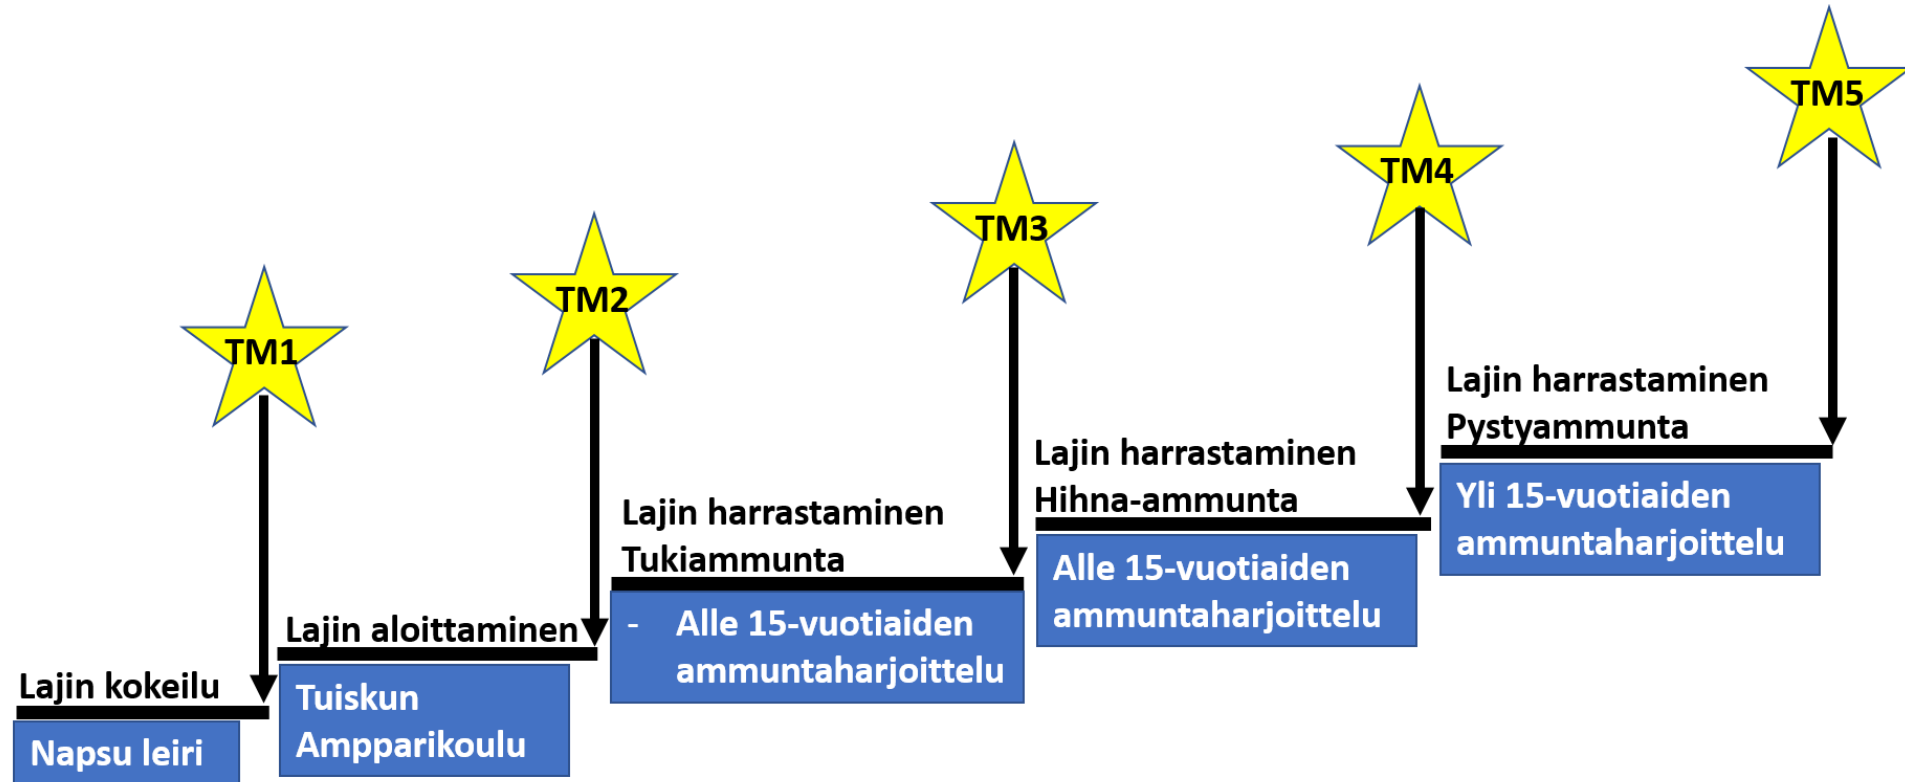 TM1
Lajin kokeilu
Napsu leiri
TM2
Lajin aloittaminen
Tuiskun
Ampparikoulu
TM3
Lajin harrastaminen
Tukiammunta
- Alle 15-vuotiaiden
ammuntaharjoittelu
TM4
Lajin harrastaminen
Hihna-ammunta
Alle 15-vuotiaiden
ammuntaharjoittelu
TM5
Lajin harrastaminen
Pystyammunta
Yli 15-vuotiaiden
ammuntaharjoittelu